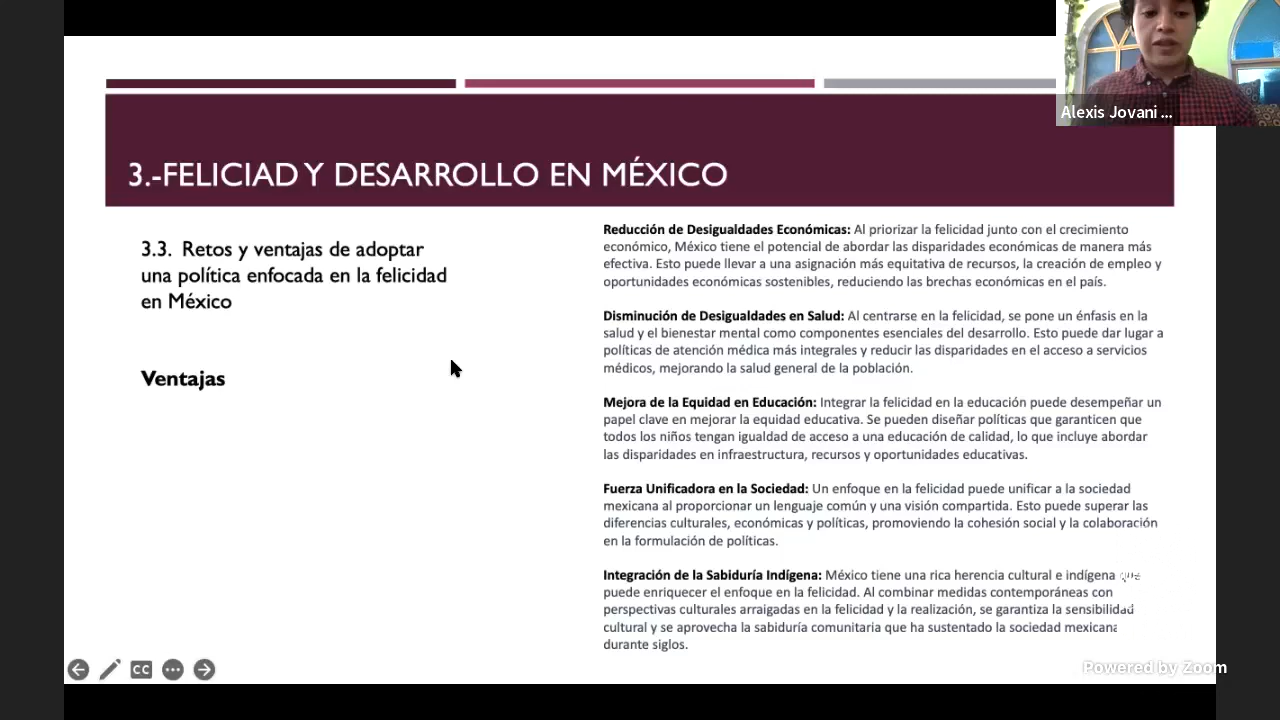 Alexis Jovani ...
3.-FELICIAD Y DESARROLLO EN MÉXICO
3.3. Retos y ventajas de adoptar
una política enfocada en la felicidad
en México
Ventajas
Reducción de Desigualdades Económicas: Al priorizar la felicidad junto con el crecimiento
económico, México tiene el potencial de abordar las disparidades económicas de manera más
efectiva. Esto puede llevar a una asignación más equitativa de recursos, la creación de empleo y
oportunidades económicas sostenibles, reduciendo las brechas económicas en el país.
Disminución de Desigualdades en Salud: Al centrarse en la felicidad, se pone un énfasis en la
salud y el bienestar mental como componentes esenciales del desarrollo. Esto puede dar lugar a
políticas de atención médica más integrales y reducir las disparidades en el acceso a servicios
médicos, mejorando la salud general de la población.
Mejora de la Equidad en Educación: Integrar la felicidad en la educación puede desempeñar un
papel clave en mejorar la equidad educativa. Se pueden diseñar políticas que garanticen que
todos los niños tengan igualdad de acceso a una educación de calidad, lo que incluye abordar
las disparidades en infraestructura, recursos y oportunidades educativas.
Fuerza Unificadora en la Sociedad: Un enfoque en la felicidad puede unificar a la sociedad
mexicana al proporcionar un lenguaje común y una visión compartida. Esto puede superar las
diferencias culturales, económicas y políticas, promoviendo la cohesión social y la colaboración
en la formulación de políticas.
Integración de la Sabiduría Indígena: México tiene una rica herencia cultural e indígena que
puede enriquecer el enfoque en la felicidad. Al combinar medidas contemporáneas con
perspectivas culturales arraigadas en la felicidad y la realización, se garantiza la sensibilidad
cultural y se aprovecha la sabiduría comunitaria que ha sustentado la sociedad mexicana
durante siglos.
CC
Powered by Zoom